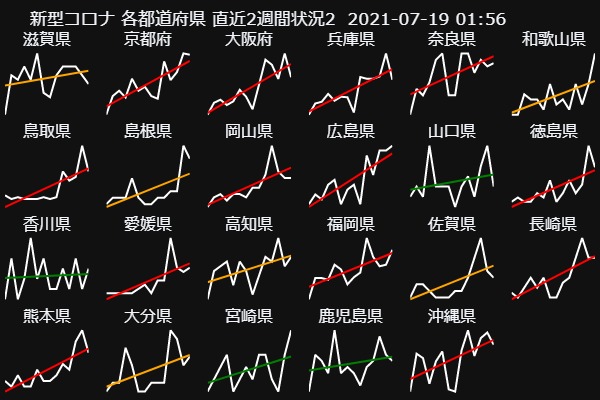 新型コロナ 各都道府県 直近2週間状況2 2021-07-19 01:56
滋賀県 京都府 大阪府 兵庫県 奈良県 和歌山県
鳥取県 島根県 岡山県 広島県 山口県 徳島県
香川県 愛媛県 高知県 福岡県 佐賀県 長崎県
熊本県 大分県 宮崎県 鹿児島県 沖縄県